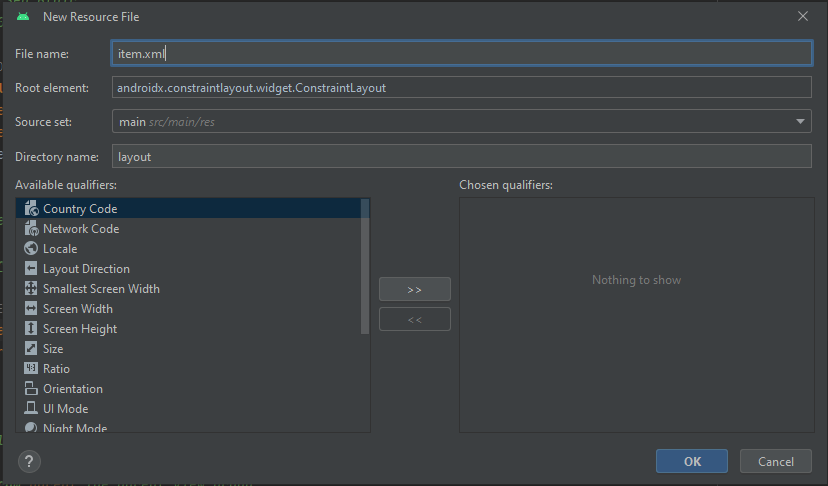 New Resource File
File name: item.xml
Root element: androidx.constraintlayout.widget.ConstraintLayout
Source set: main src/main/res
Directory name: layout
Available qualifiers:
Chosen qualifiers:
Country Code
Network Code
Locale
Layout Direction
Smallest Screen Width
Screen Width
Screen Height
Size
Ratio
Orientation
UI Mode
Night Mode
>>
<<
Nothing to show
?
OK
Cancel